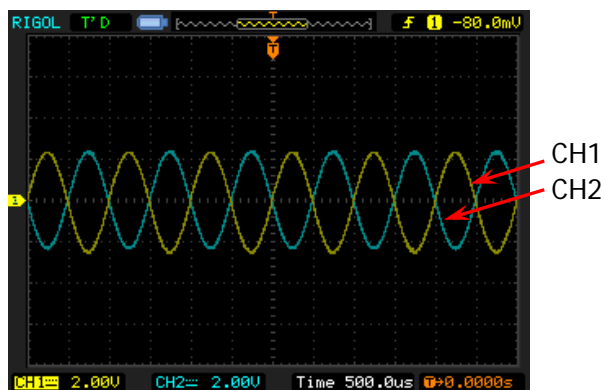 RIGOL T'D T f 1 -80.0mV
T
CH1
CH2
1
CH1 2.00V CH2 2.00V Time 500.0us T→0.0000s